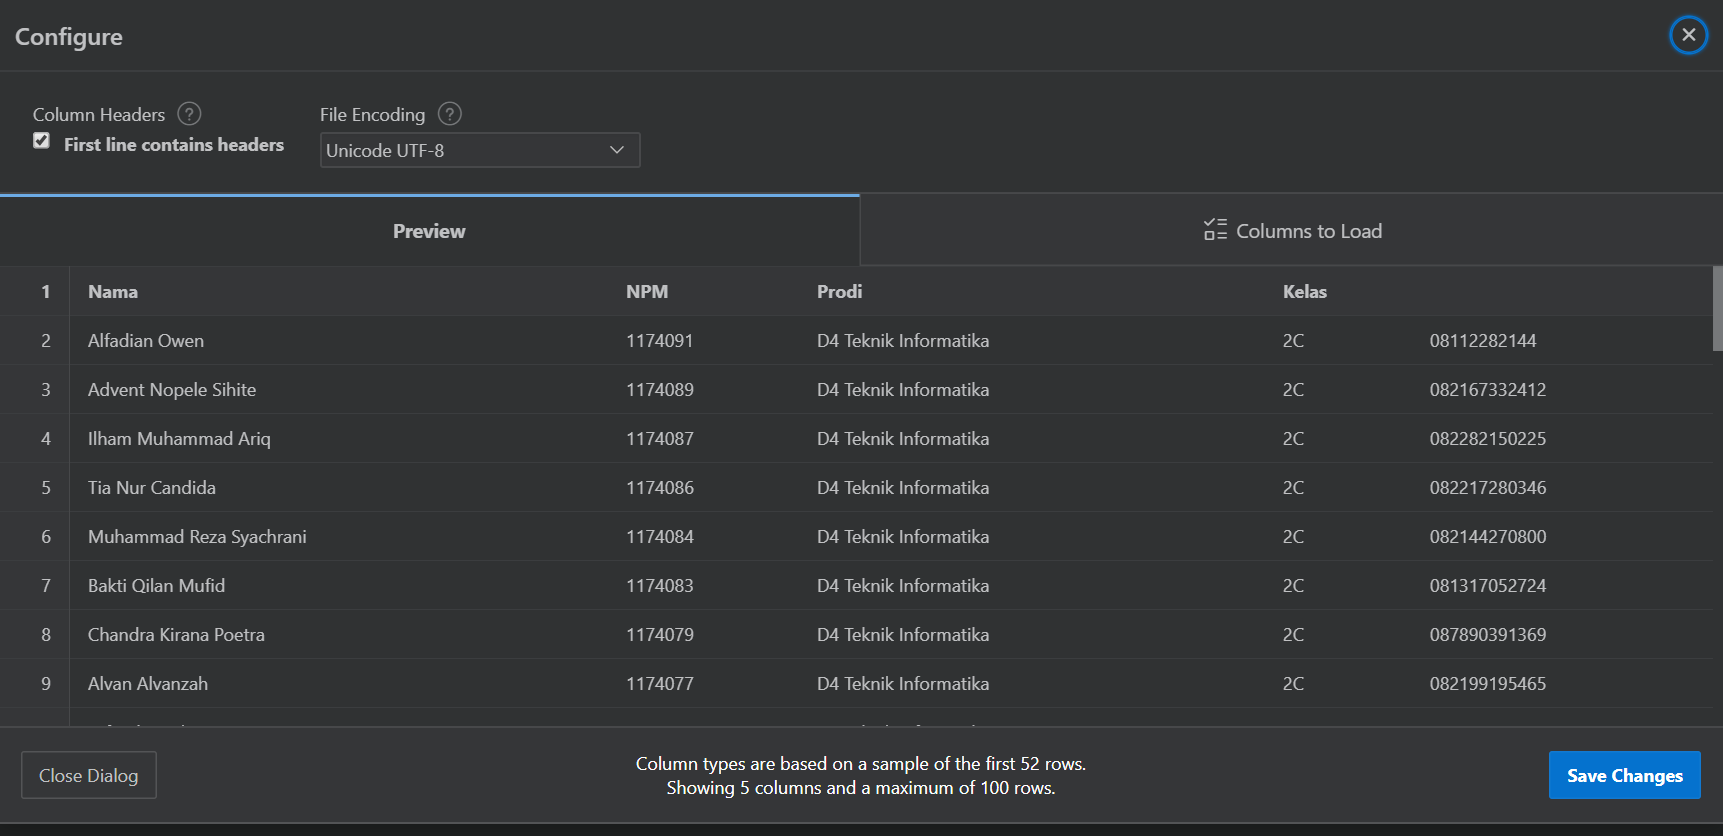 Configure
Column Headers
File Encoding
First line contains headers
Unicode UTF-8
Preview
Columns to Load
1 Nama NPM Prodi Kelas
2 Alfadian Owen 1174091 D4 Teknik Informatika 2C 08112282144
3 Advent Nopele Sihite 1174089 D4 Teknik Informatika 2C 082167332412
4 Ilham Muhammad Ariq 1174087 D4 Teknik Informatika 2C 082282150225
5 Tia Nur Candida 1174086 D4 Teknik Informatika 2C 082217280346
6 Muhammad Reza Syachrani 1174084 D4 Teknik Informatika 2C 082144270800
7 Bakti Qilan Mufid 1174083 D4 Teknik Informatika 2C 081317052724
8 Chandra Kirana Poetra 1174079 D4 Teknik Informatika 2C 087890391369
9 Alvan Alvanzah 1174077 D4 Teknik Informatika 2C 082199195465
Close Dialog
Column types are based on a sample of the first 52 rows.
Showing 5 columns and a maximum of 100 rows.
Save Changes